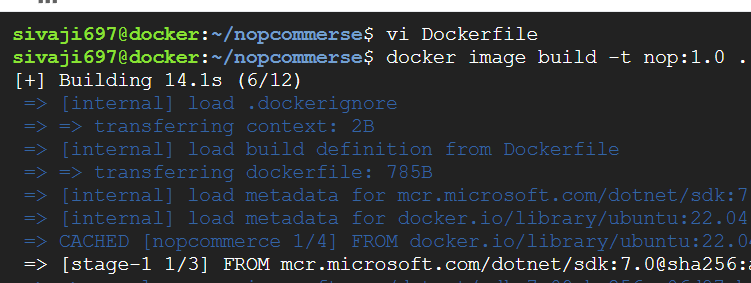 sivaji697@docker:~/nopcommerse$ vi Dockerfile
sivaji697@docker:~/nopcommerse$ docker image build -t nop:1.0 .
[+] Building 14.1s (6/12)
=> [internal] load .dockerignore
=> => transferring context: 2B
=> [internal] load build definition from Dockerfile
=> => transferring dockerfile: 785B
=> [internal] load metadata for mcr.microsoft.com/dotnet/sdk:7
=> [internal] load metadata for docker.io/library/ubuntu:22.04
=> CACHED [nopcommerce 1/4] FROM docker.io/library/ubuntu:22.04
=> [stage-1 1/3] FROM mcr.microsoft.com/dotnet/sdk:7.0@sha256:a